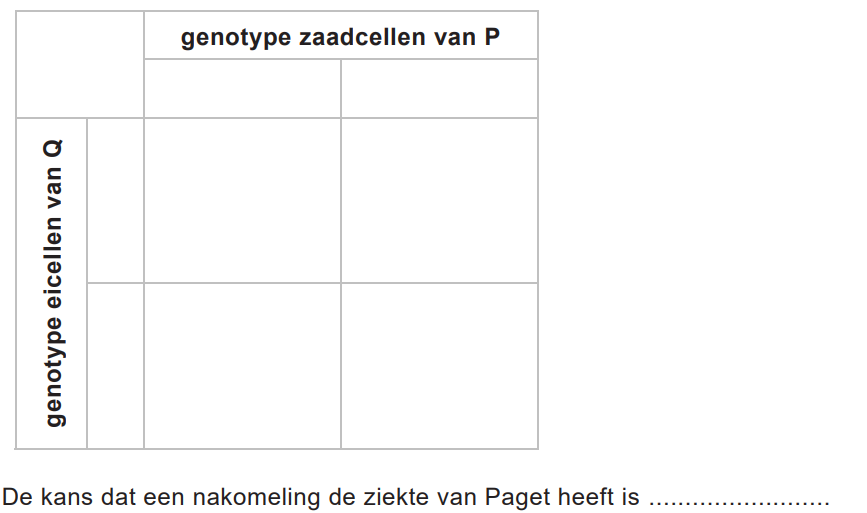 genotype zaadcellen van P
genotype eicellen van Q
De kans dat een nakomeling de ziekte van Paget heeft is .........................